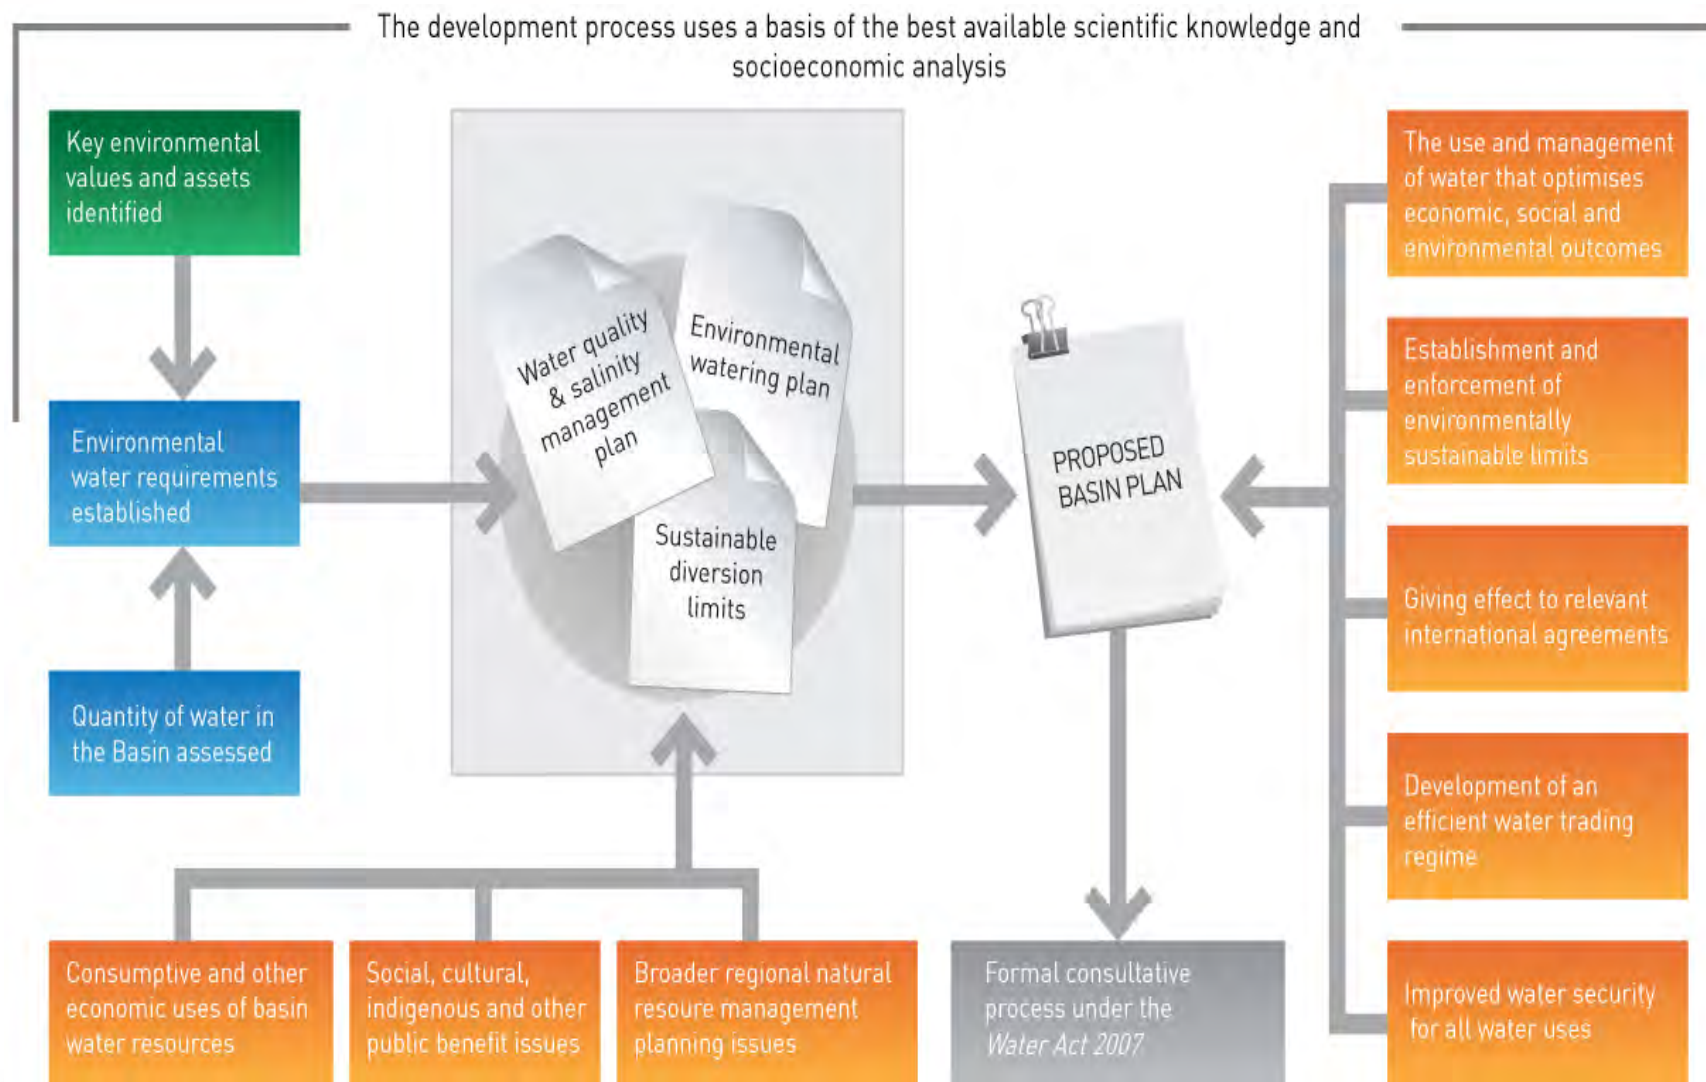 The development process uses a basis of the best available scientific knowledge and
socioeconomic analysis
Key environmental
values and assets
identified
Environmental
water requirements
established
Quantity of water in
the Basin assessed
Water quality
& salinity
management
plan
Environmental
watering plan
Sustainable
diversion
limits
PROPOSED
BASIN PLAN
The use and management
of water that optimises
economic, social and
environmental outcomes
Establishment and
enforcement of
environmentally
sustainable limits
Giving effect to relevant
international agreements
Development of an
efficient water trading
regime
Improved water security
for all water uses
Consumptive and other
economic uses of basin
water resources
Social, cultural,
indigenous and other
public benefit issues
Broader regional natural
resoure management
planning issues
Formal consultative
process under the
Water Act 2007